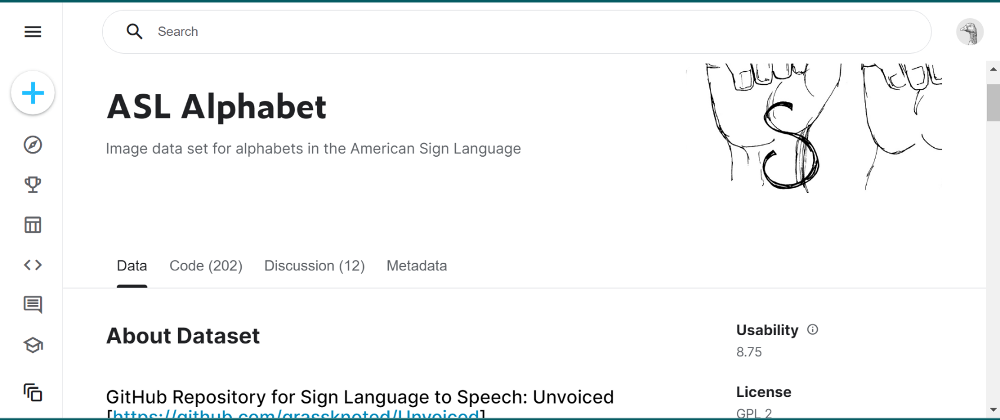 Search
ASL Alphabet
Image data set for alphabets in the American Sign Language
S
Data Code (202) Discussion (12) Metadata
About Dataset
Usability
8.75
GitHub Repository for Sign Language to Speech: Unvoiced
[https://github.com/grassknoted/Unvoiced]
License
GPL 2